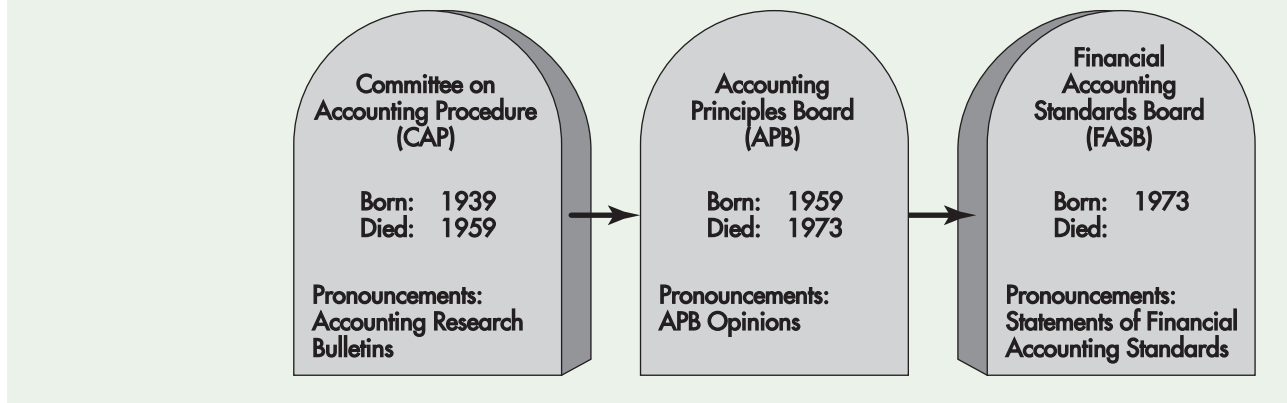 Committee on
Accounting Procedure
(CAP)
Born: 1939
Died: 1959
Pronouncements:
Accounting Research
Bulletins
Accounting
Principles Board
(APB)
Born: 1959
Died: 1973
Pronouncements:
APB Opinions
Financial
Accounting
Standards Board
(FASB)
Born: 1973
Died:
Pronouncements:
Statements of Financial
Accounting Standards